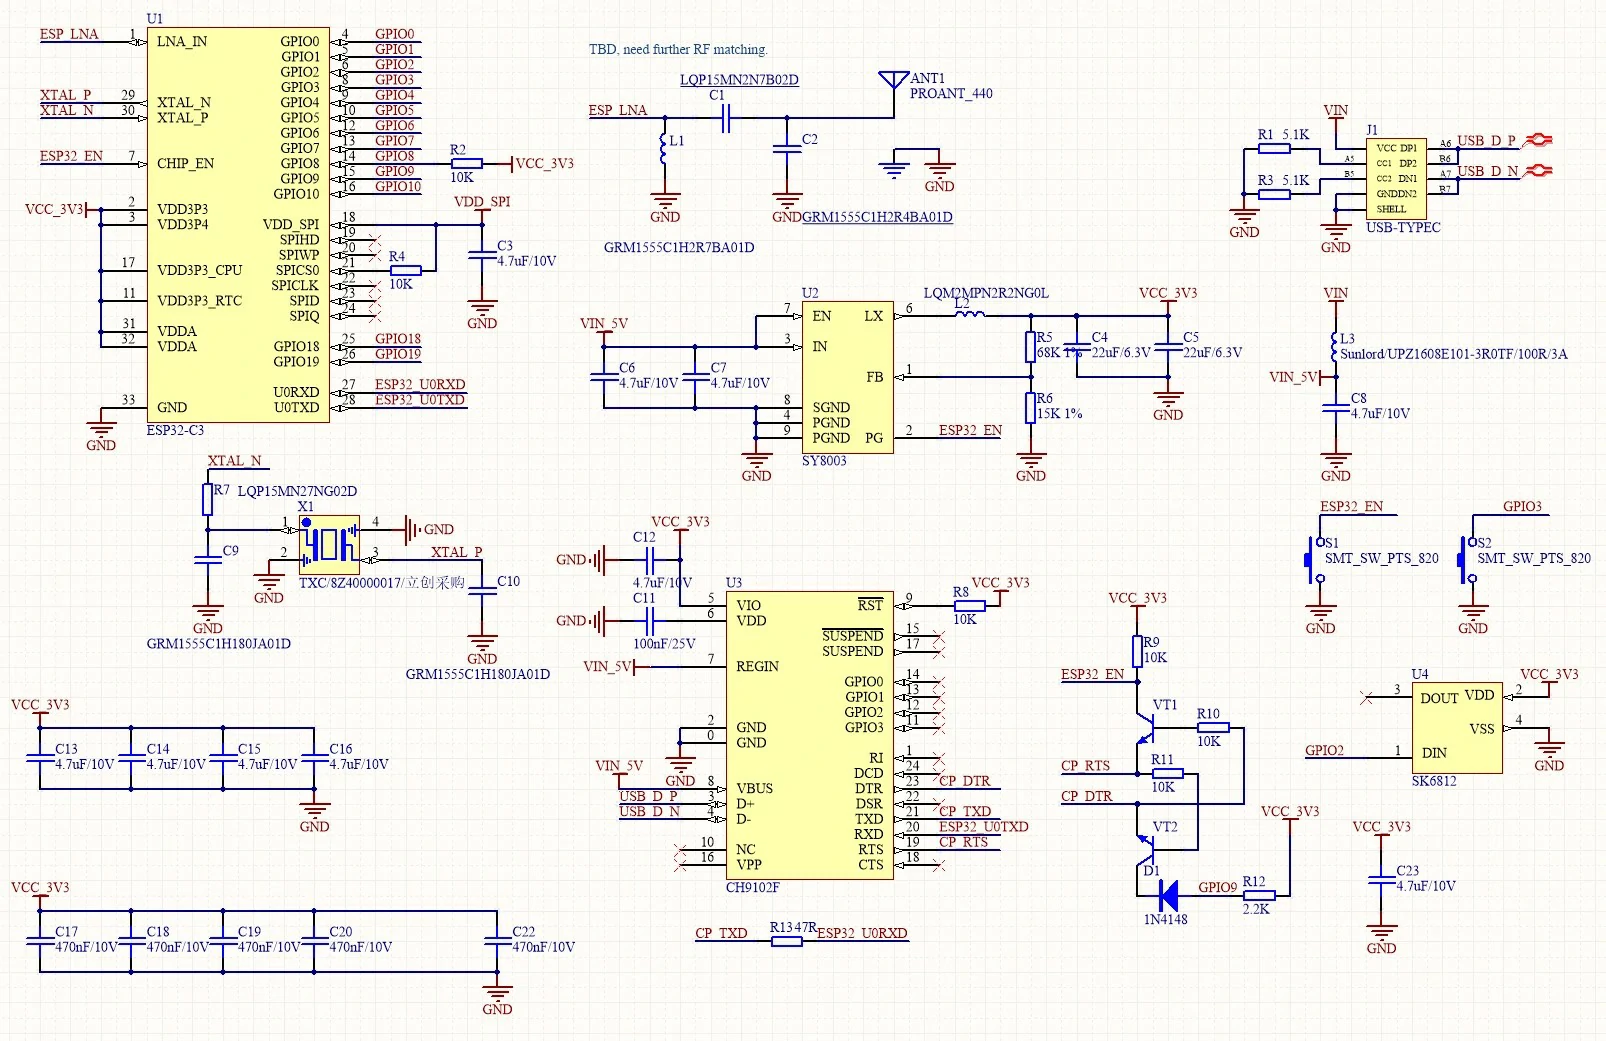 U1
ESP_LNA
1
LNA_IN
XTAL_P
29
XTAL_N
XTAL_N
30
XTAL_P
ESP32_EN
7
CHIP_EN
VCC_3V3
2
VDD3P3
3
VDD3P4
17
VDD3P3_CPU
11
VDD3P3_RTC
31
VDDA
32
VDDA
33
GND
GND
ESP32-C3
GPIO0
4
GPIO0
GPIO1
5
GPIO1
GPIO2
6
GPIO2
GPIO3
8
GPIO3
GPIO4
9
GPIO4
GPIO5
10
GPIO5
GPIO6
12
GPIO6
GPIO7
13
GPIO7
GPIO8
14
GPIO8
GPIO9
15
GPIO9
GPIO10
16
GPIO10
R2
10K
VCC_3V3
VDD_SPI
VDD_SPI
18
SPIHD
19
SPIWP
20
SPICS0
21
SPICLK
22
SPID
23
SPIQ
24
R4
10K
C3
4.7uF/10V
GND
GPIO18
25
GPIO18
GPIO19
26
GPIO19
U0RXD
27
ESP32_U0RXD
U0TXD
28
ESP32_U0TXD
TBD, need further RF matching.
LQP15MN2N7B02D
C1
ESP_LNA
L1
GND
C2
GND
GRM1555C1H2R4BA01D
GRM1555C1H2R7BA01D
ANT1
PROANT_440
GND
VIN
R1 5.1K
R3 5.1K
GND
J1
VCC DP1
CC1 DP2
CC2 DN1
GND DN2
SHELL
A5
B5
A6
B6
A7
B7
USB_D_P
USB_D_N
USB-TYPEC
GND
U2
VIN_5V
C6
4.7uF/10V
C7
4.7uF/10V
7
EN
3
IN
8
SGND
4
PGND
9
PGND
GND
LX
6
FB
1
PG
2
ESP32_EN
SY8003
LQM2MPN2R2NG0L
L2
VCC_3V3
R5
68K 1%
C4
22uF/6.3V
C5
22uF/6.3V
GND
R6
15K 1%
GND
VIN
L3
Sunlord/UPZ1608E101-3R0TF/100R/3A
VIN_5V
C8
4.7uF/10V
GND
XTAL_N
R7
LQP15MN27NG02D
X1
1
4
GND
2
3
XTAL_P
GND
C9
GND
GRM1555C1H180JA01D
TXC/8Z40000017/立创采购
C10
GND
GRM1555C1H180JA01D
VCC_3V3
C12
GND
4.7uF/10V
C11
GND
100nF/25V
VIN_5V
U3
5
VIO
6
VDD
7
REGIN
2
GND
0
GND
GND
VIN_5V
8
VBUS
USB_D_P
3
D+
USB_D_N
4
D-
10
NC
16
VPP
CH9102F
RST
9
R8
10K
VCC_3V3
SUSPEND
15
SUSPEND
17
GPIO0
14
GPIO1
13
GPIO2
12
GPIO3
11
RI
1
DCD
24
DTR
23
CP_DTR
DSR
22
TXD
21
CP_TXD
RXD
20
ESP32_U0TXD
RTS
19
CP_RTS
CTS
18
CP_TXD
R13 47R
ESP32_U0RXD
VCC_3V3
R9
10K
ESP32_EN
VT1
R10
10K
CP_RTS
R11
10K
CP_DTR
VT2
D1
1N4148
GPIO9
R12
2.2K
VCC_3V3
ESP32_EN
S1
SMT_SW_PTS_820
GND
GPIO3
S2
SMT_SW_PTS_820
GND
U4
3
DOUT
VDD
2
VCC_3V3
VSS
4
GND
GPIO2
1
DIN
SK6812
VCC_3V3
C23
4.7uF/10V
GND
VCC_3V3
C13
4.7uF/10V
C14
4.7uF/10V
C15
4.7uF/10V
C16
4.7uF/10V
GND
VCC_3V3
C17
470nF/10V
C18
470nF/10V
C19
470nF/10V
C20
470nF/10V
C22
470nF/10V
GND